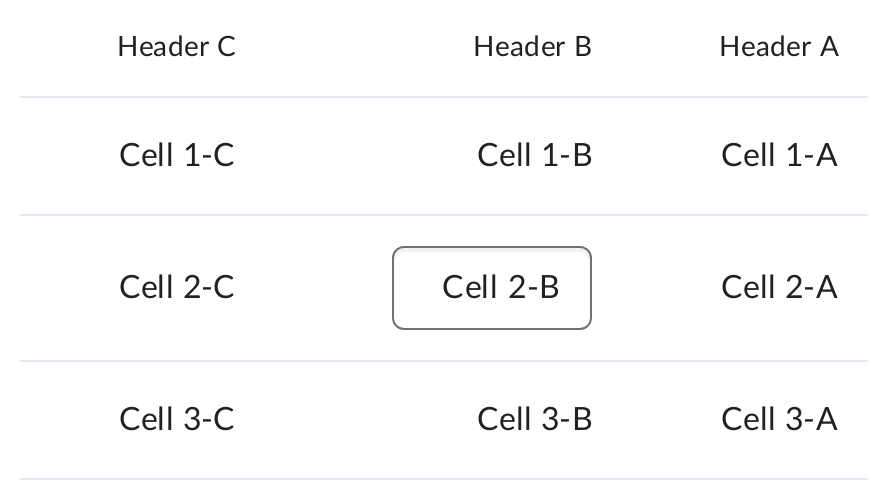 Header C Header B Header A
Cell 1-C Cell 1-B Cell 1-A
Cell 2-C Cell 2-B Cell 2-A
Cell 3-C Cell 3-B Cell 3-A